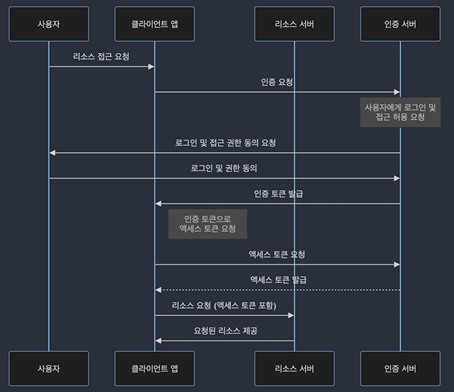 사용자
클라이언트 앱
리소스 서버
인증 서버
리소스 접근 요청
인증 요청
사용자에게 로그인 및
접근 허용 요청
로그인 및 접근 권한 동의 요청
로그인 및 권한 동의
인증 토큰 발급
인증 토큰으로
액세스 토큰 요청
액세스 토큰 요청
액세스 토큰 발급
리소스 요청 (액세스 토큰 포함)
요청된 리소스 제공
사용자
클라이언트 앱
리소스 서버
인증 서버